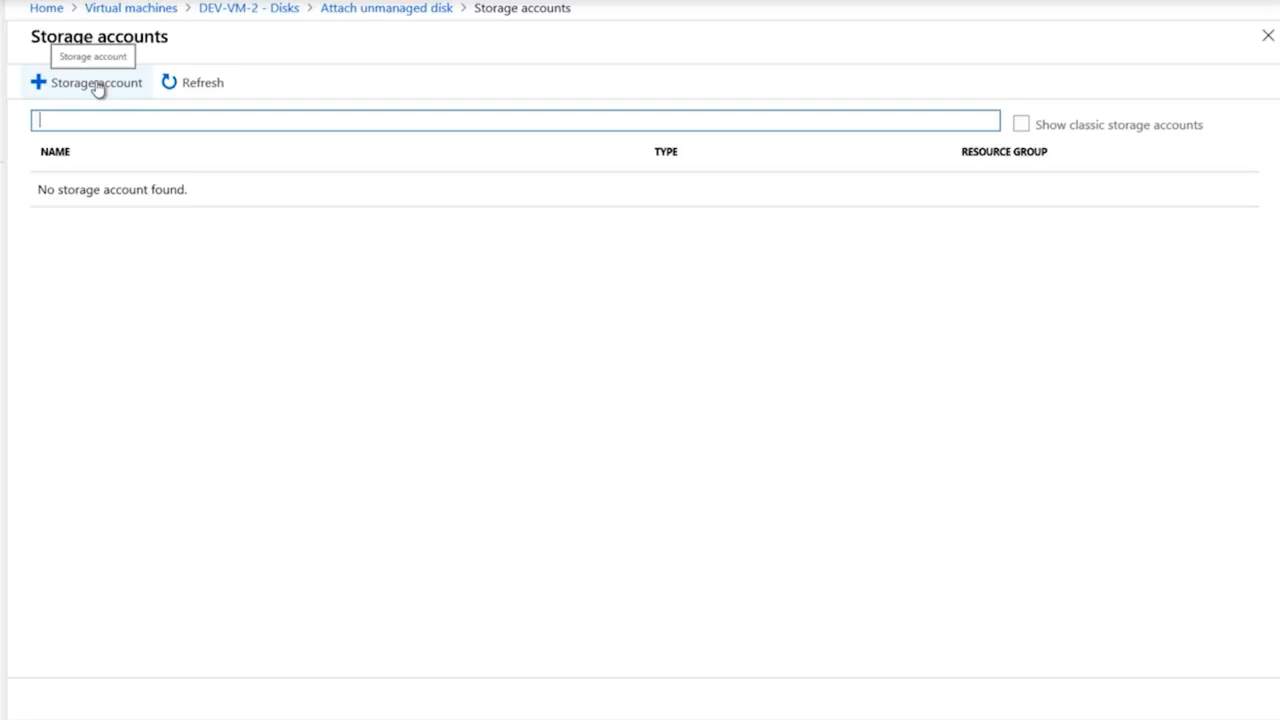 Home > Virtual machines > DEV-VM-2 - Disks > Attach unmanaged disk > Storage accounts
Storage accounts
Storage account
Storage account Refresh
Show classic storage accounts
NAME TYPE RESOURCE GROUP
No storage account found.